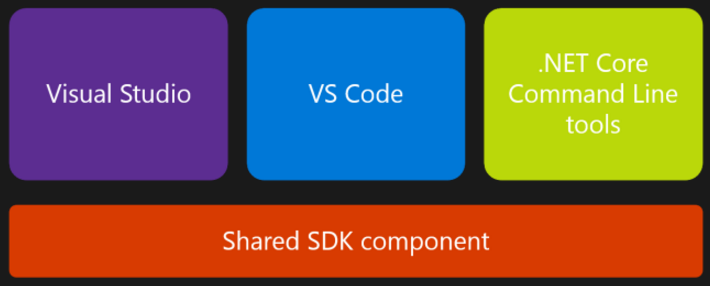 Visual Studio
VS Code
.NET Core
Command Line
tools
Shared SDK component